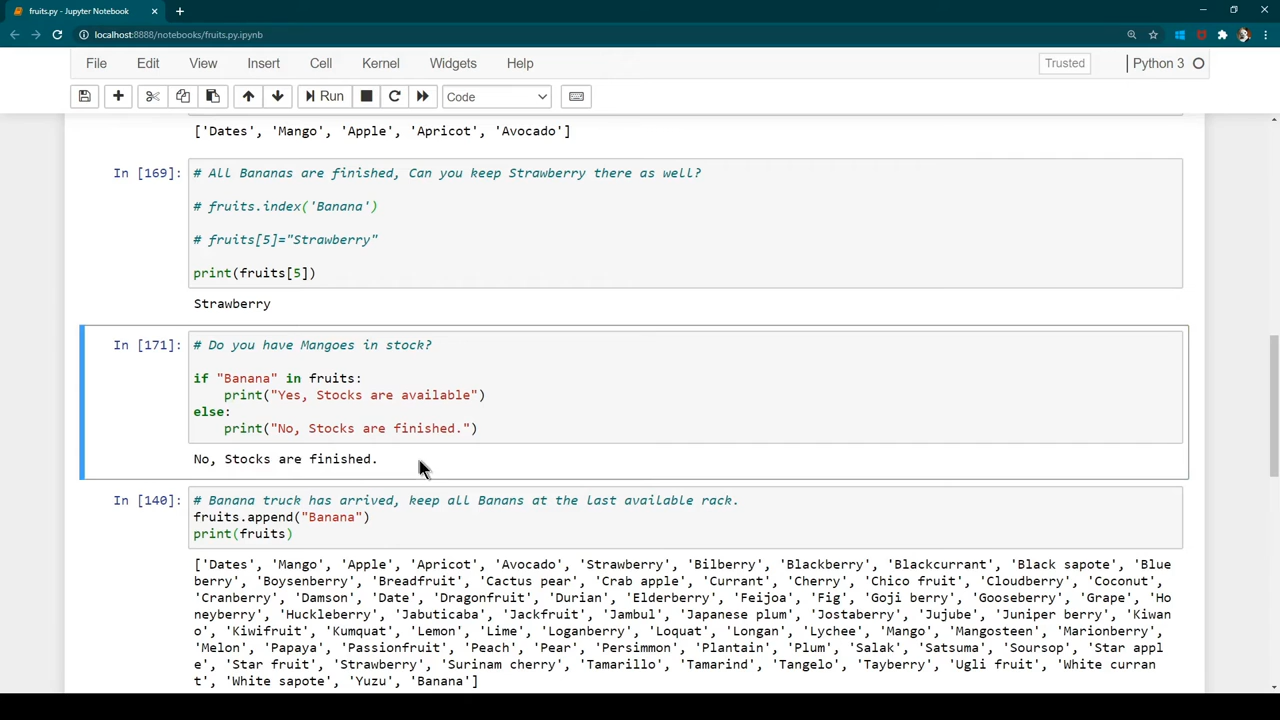 fruits.py - Jupyter Notebook
localhost:8888/notebooks/fruits.py.ipynb
File Edit View Insert Cell Kernel Widgets Help Trusted Python 3
Run Code
['Dates', 'Mango', 'Apple', 'Apricot', 'Avocado']
In [169]: # All Bananas are finished, Can you keep Strawberry there as well?
# fruits.index('Banana')
# fruits[5]="Strawberry"
print(fruits[5])
Strawberry
In [171]: # Do you have Mangoes in stock?
if "Banana" in fruits:
    print("Yes, Stocks are available")
else:
    print("No, Stocks are finished.")
No, Stocks are finished.
In [140]: # Banana truck has arrived, keep all Banans at the last available rack.
fruits.append("Banana")
print(fruits)
['Dates', 'Mango', 'Apple', 'Apricot', 'Avocado', 'Strawberry', 'Bilberry', 'Blackberry', 'Blackcurrant', 'Black sapote', 'Blue
berry', 'Boysenberry', 'Breadfruit', 'Cactus pear', 'Crab apple', 'Currant', 'Cherry', 'Chico fruit', 'Cloudberry', 'Coconut',
'Cranberry', 'Damson', 'Date', 'Dragonfruit', 'Durian', 'Elderberry', 'Feijoa', 'Fig', 'Goji berry', 'Gooseberry', 'Grape', 'Ho
neyberry', 'Huckleberry', 'Jabuticaba', 'Jackfruit', 'Jambul', 'Japanese plum', 'Jostaberry', 'Jujube', 'Juniper berry', 'Kiwan
o', 'Kiwifruit', 'Kumquat', 'Lemon', 'Lime', 'Loganberry', 'Loquat', 'Longan', 'Lychee', 'Mango', 'Mangosteen', 'Marionberry',
'Melon', 'Papaya', 'Passionfruit', 'Peach', 'Pear', 'Persimmon', 'Plantain', 'Plum', 'Salak', 'Satsuma', 'Soursop', 'Star appl
e', 'Star fruit', 'Strawberry', 'Surinam cherry', 'Tamarillo', 'Tamarind', 'Tangelo', 'Tayberry', 'Ugli fruit', 'White curran
t', 'White sapote', 'Yuzu', 'Banana']